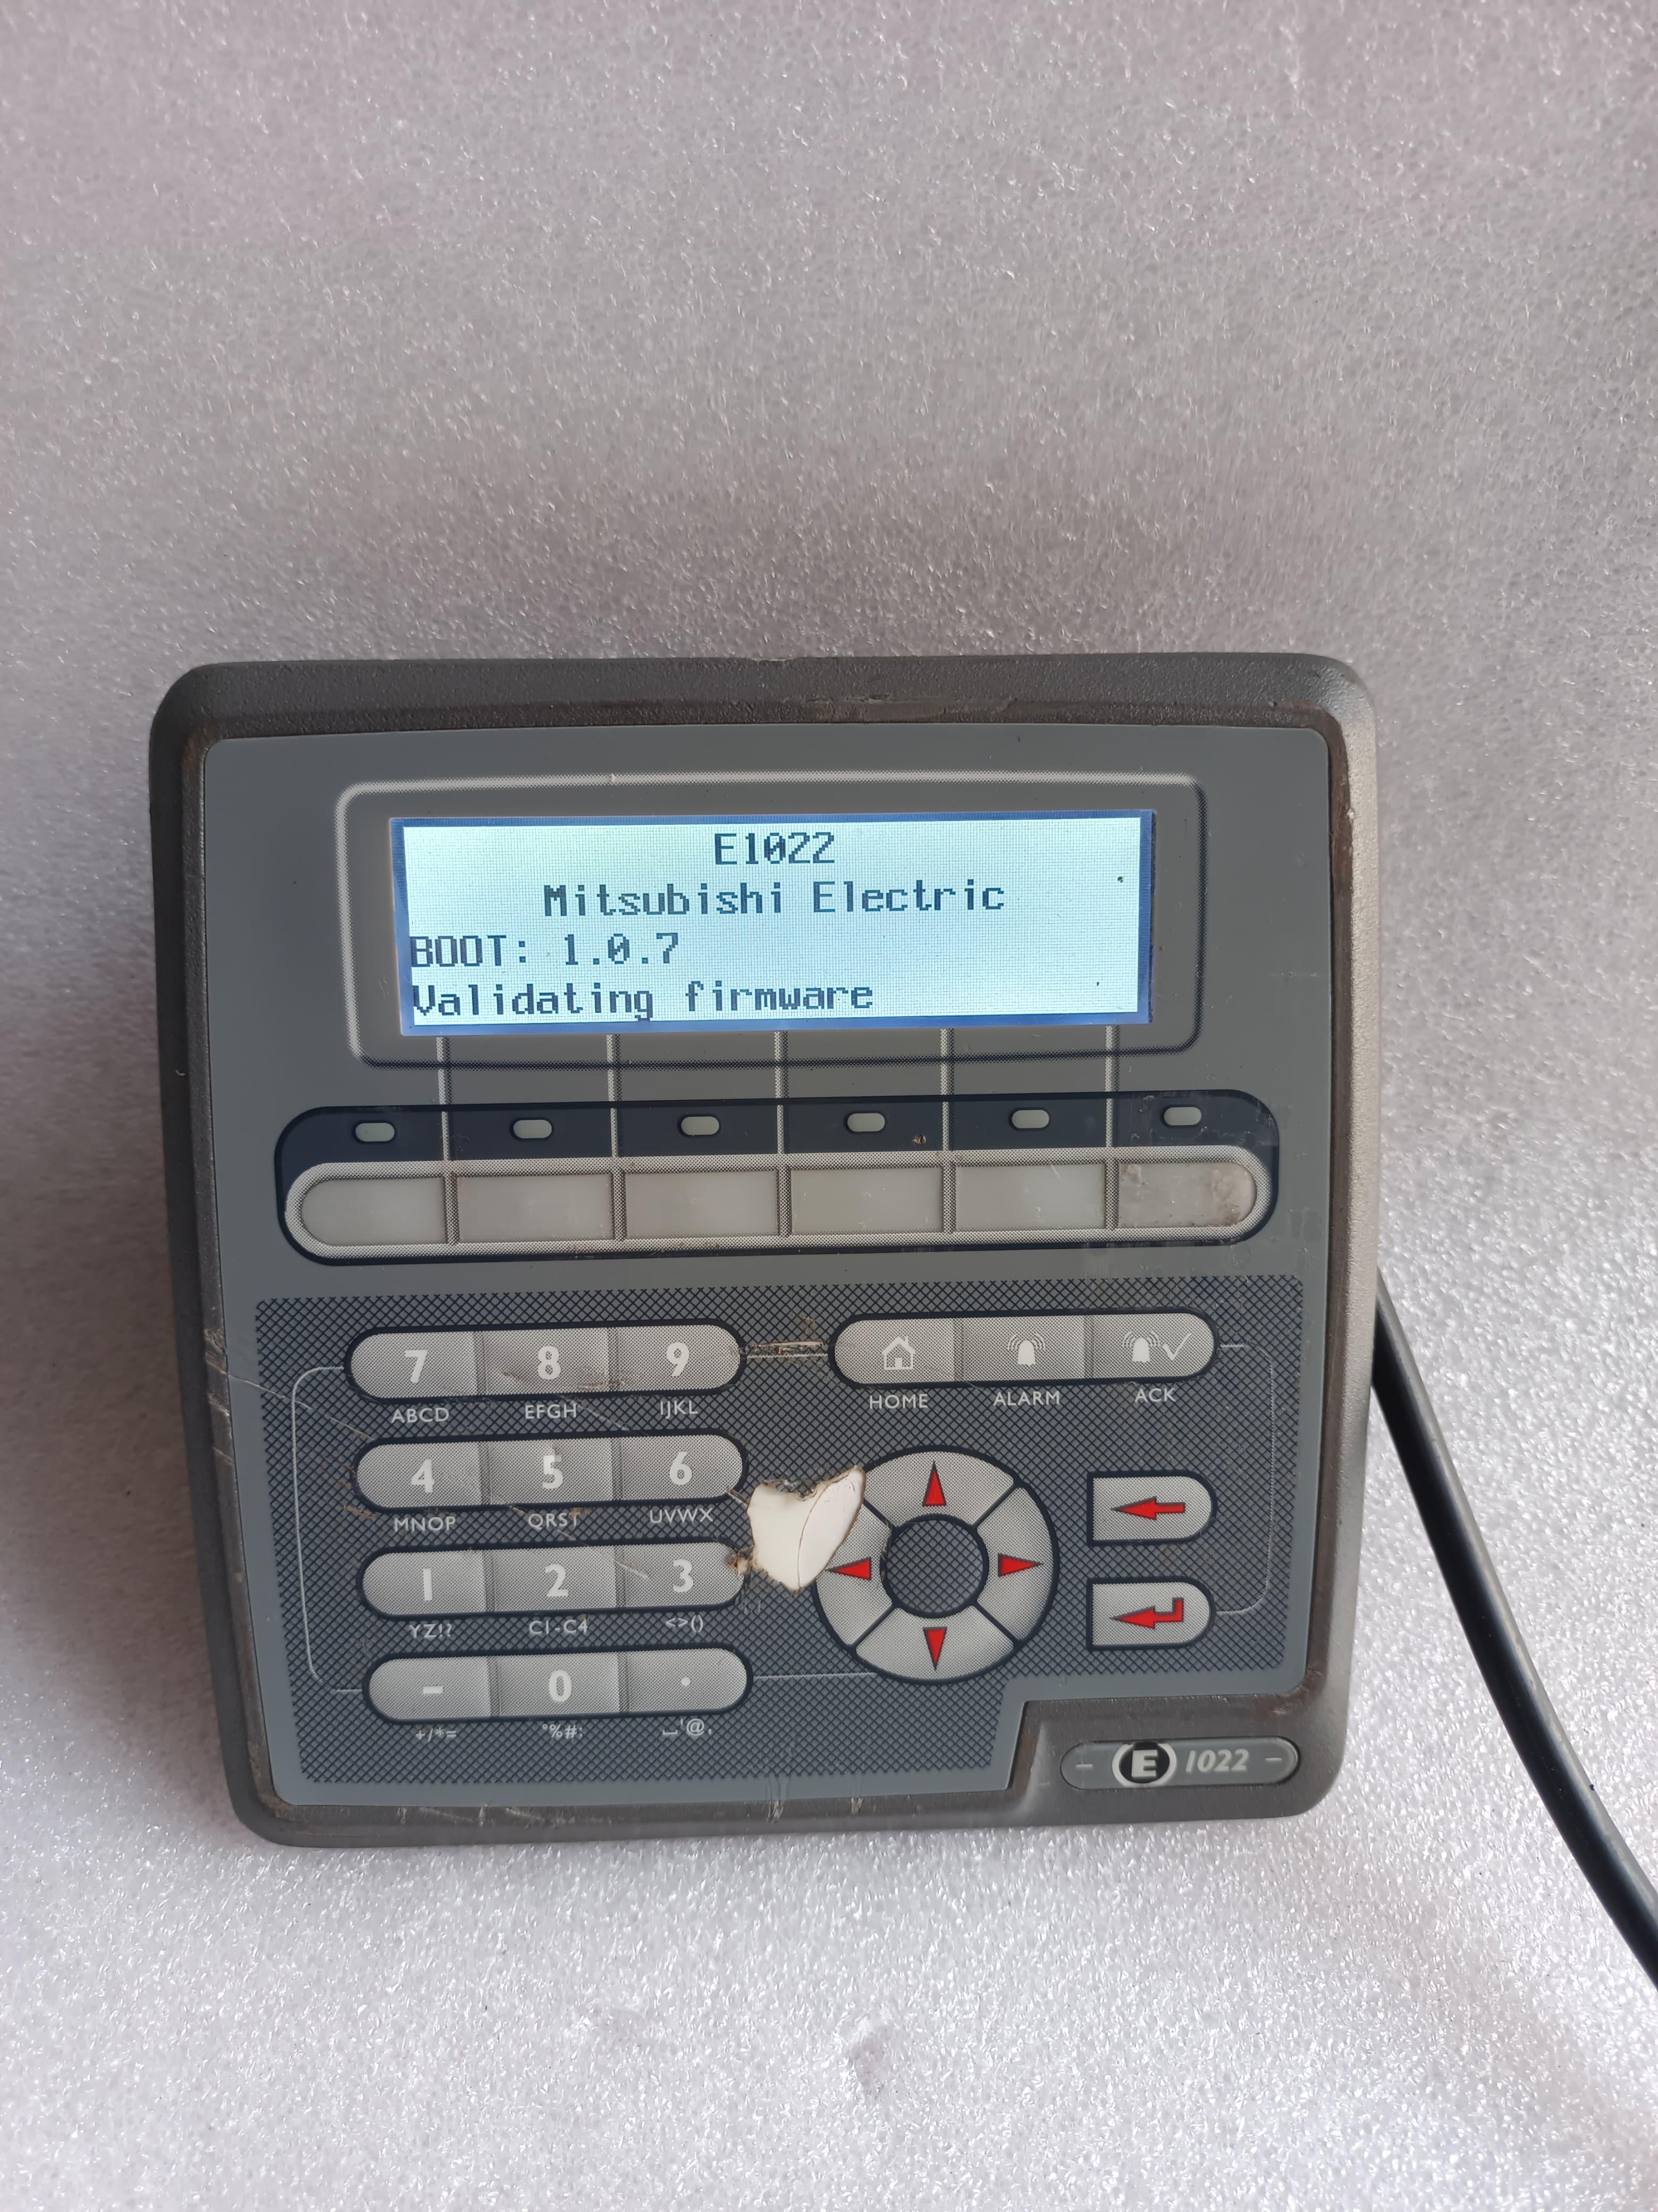 E1022
Mitsubishi Electric
BOOT: 1.0.7
Validating firmware
7 8 9
ABCD EFGH IJKL
HOME ALARM ACK
4 5 6
MNOP QRST UVWX
1 2 3
YZ!? C1-C4 <>()
- 0 .
+/*= °%#: ⎵'@,
E 1022